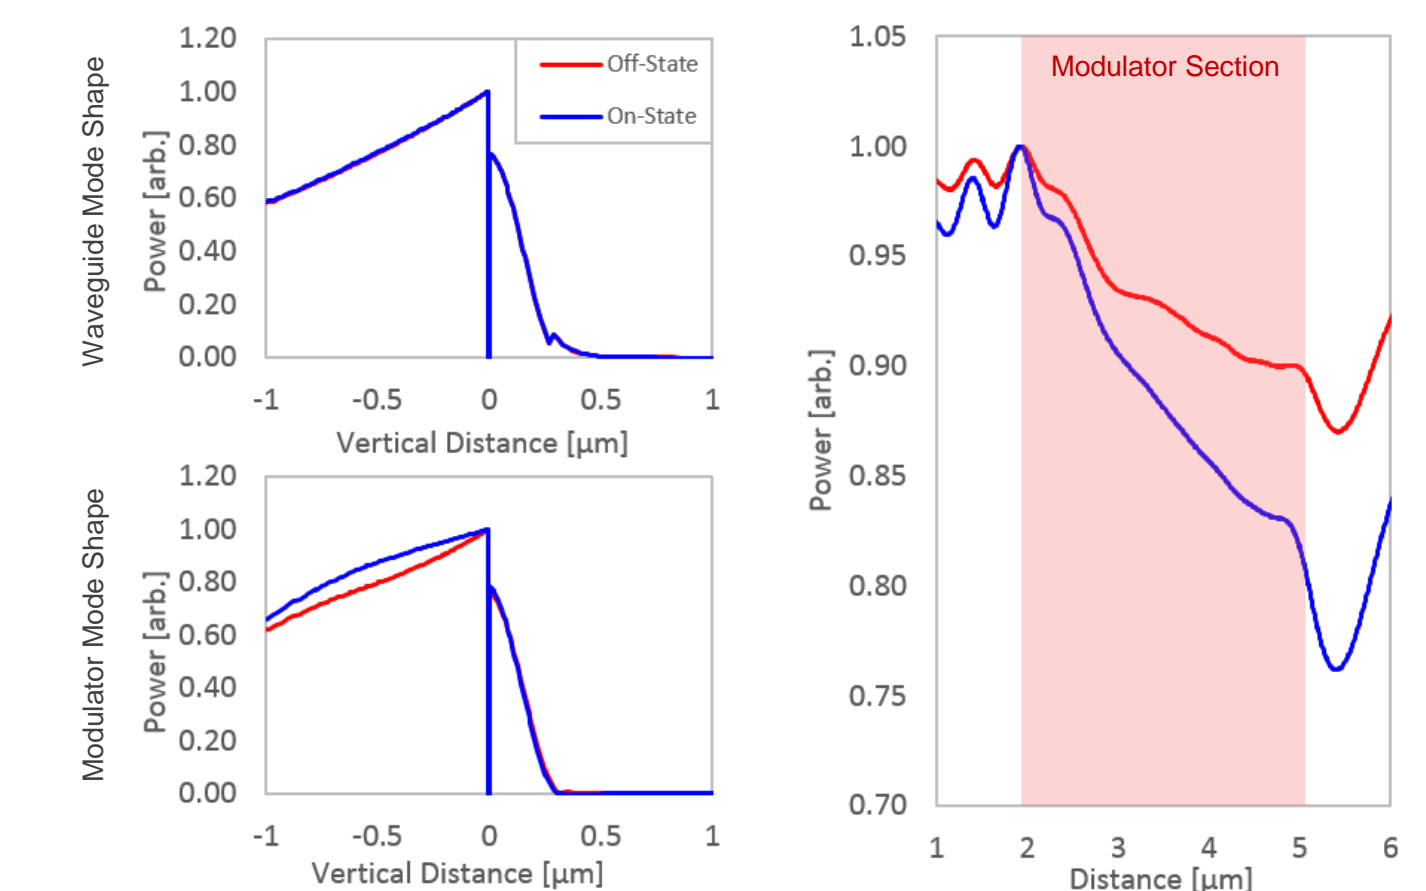 Waveguide Mode Shape
Power [arb.]
1.20
1.00
0.80
0.60
0.40
0.20
0.00
Off-State
On-State
-1 -0.5 0 0.5 1
Vertical Distance [µm]
Modulator Mode Shape
Power [arb.]
1.20
1.00
0.80
0.60
0.40
0.20
0.00
-1 -0.5 0 0.5 1
Vertical Distance [µm]
Power [arb.]
1.05
1.00
0.95
0.90
0.85
0.80
0.75
0.70
Modulator Section
1 2 3 4 5 6
Distance [µm]